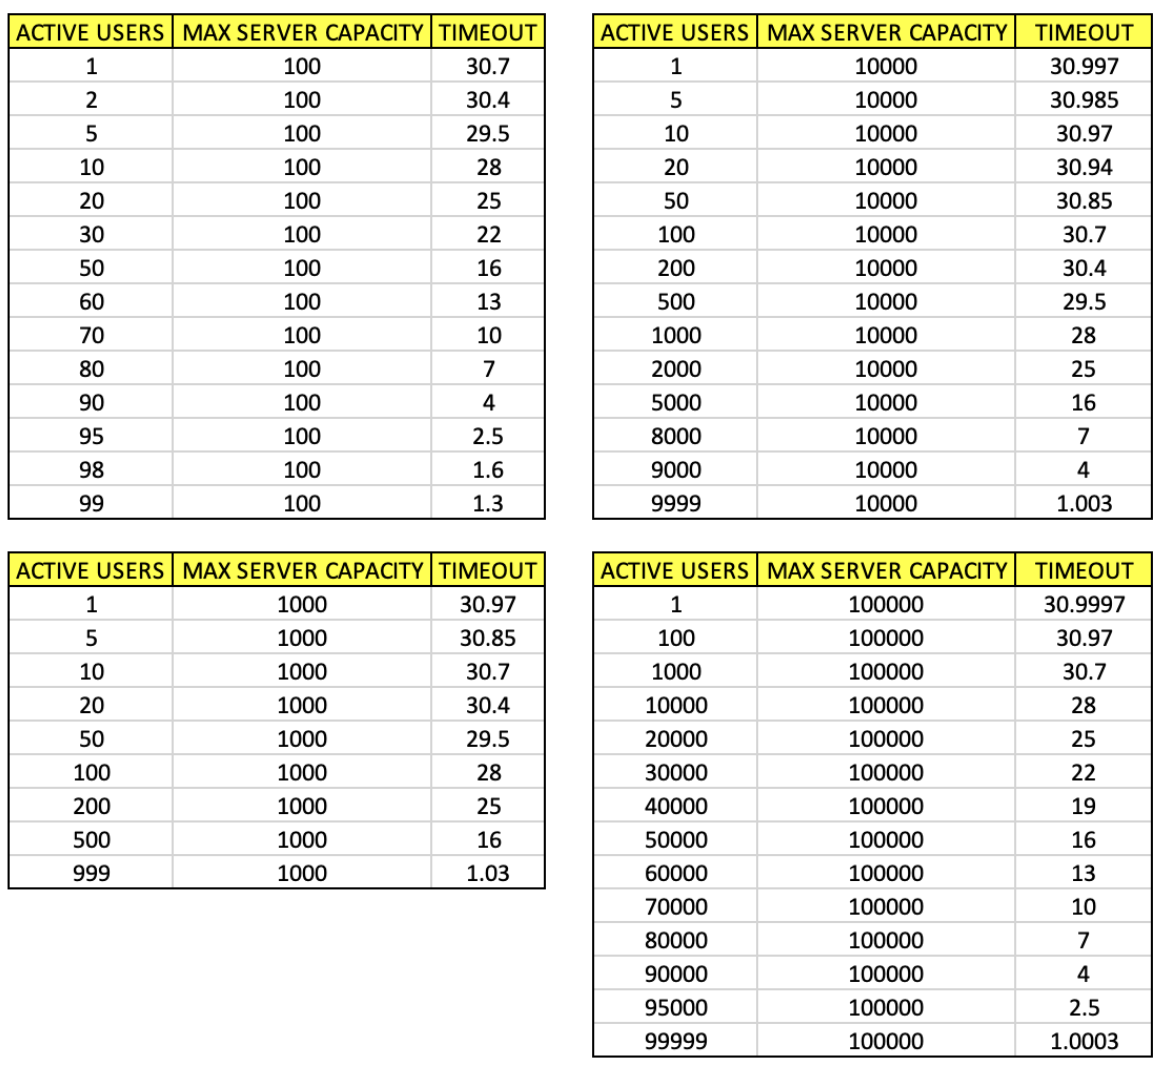 ACTIVE USERS MAX SERVER CAPACITY TIMEOUT
1 100 30.7
2 100 30.4
5 100 29.5
10 100 28
20 100 25
30 100 22
50 100 16
60 100 13
70 100 10
80 100 7
90 100 4
95 100 2.5
98 100 1.6
99 100 1.3
ACTIVE USERS MAX SERVER CAPACITY TIMEOUT
1 10000 30.997
5 10000 30.985
10 10000 30.97
20 10000 30.94
50 10000 30.85
100 10000 30.7
200 10000 30.4
500 10000 29.5
1000 10000 28
2000 10000 25
5000 10000 16
8000 10000 7
9000 10000 4
9999 10000 1.003
ACTIVE USERS MAX SERVER CAPACITY TIMEOUT
1 1000 30.97
5 1000 30.85
10 1000 30.7
20 1000 30.4
50 1000 29.5
100 1000 28
200 1000 25
500 1000 16
999 1000 1.03
ACTIVE USERS MAX SERVER CAPACITY TIMEOUT
1 100000 30.9997
100 100000 30.97
1000 100000 30.7
10000 100000 28
20000 100000 25
30000 100000 22
40000 100000 19
50000 100000 16
60000 100000 13
70000 100000 10
80000 100000 7
90000 100000 4
95000 100000 2.5
99999 100000 1.0003